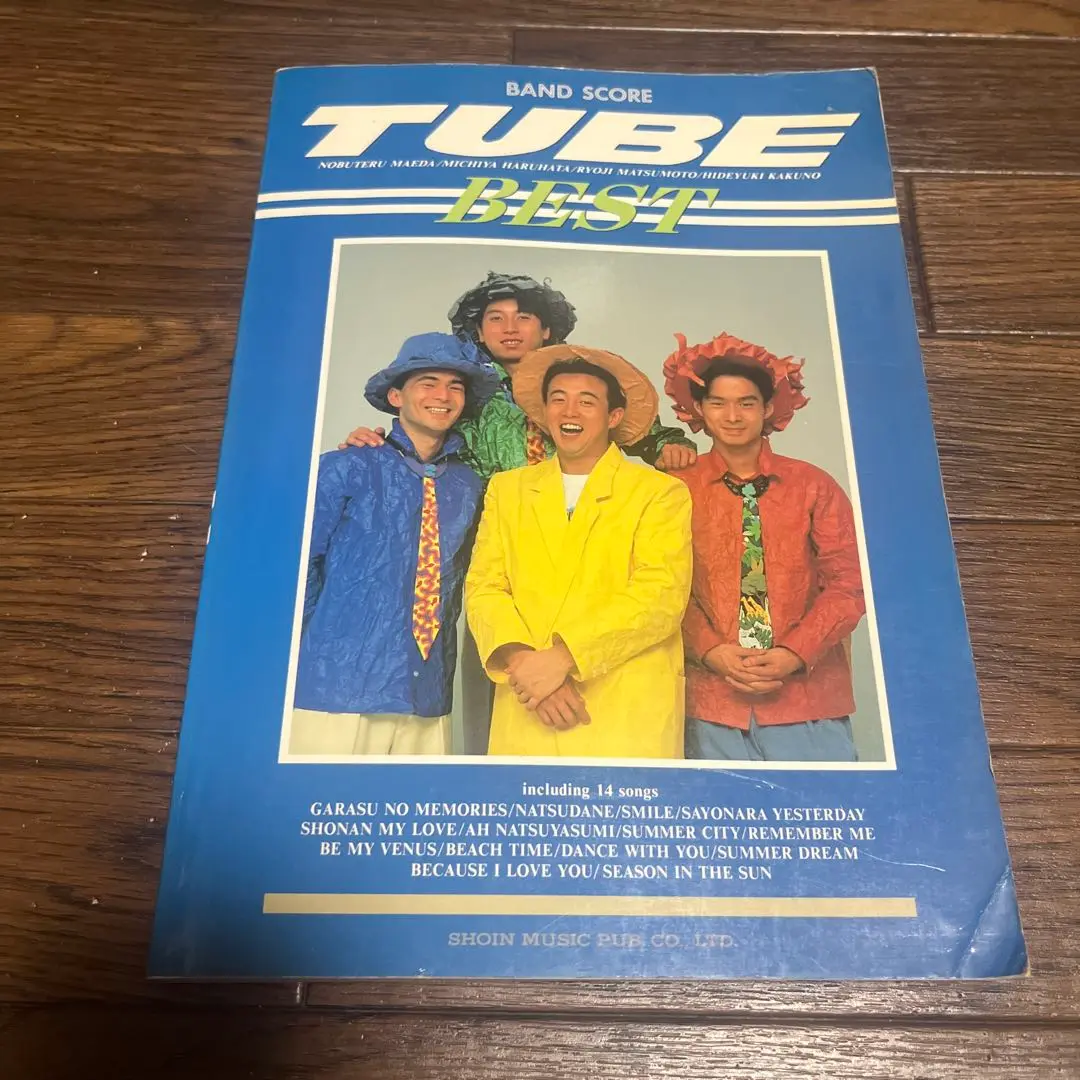 BAND SCORE
TUBE
NOBUTERU MAEDA/MICHIYA HARUHATA/RYOJI MATSUMOTO/HIDEYUKI KAKUNO
BEST
including 14 songs
GARASU NO MEMORIES/NATSUDANE/SMILE/SAYONARA YESTERDAY
SHONAN MY LOVE/AH NATSUYASUMI/SUMMER CITY/REMEMBER ME
BE MY VENUS/BEACH TIME/DANCE WITH YOU/SUMMER DREAM
BECAUSE I LOVE YOU/SEASON IN THE SUN
SHOIN MUSIC PUB. CO., LTD.